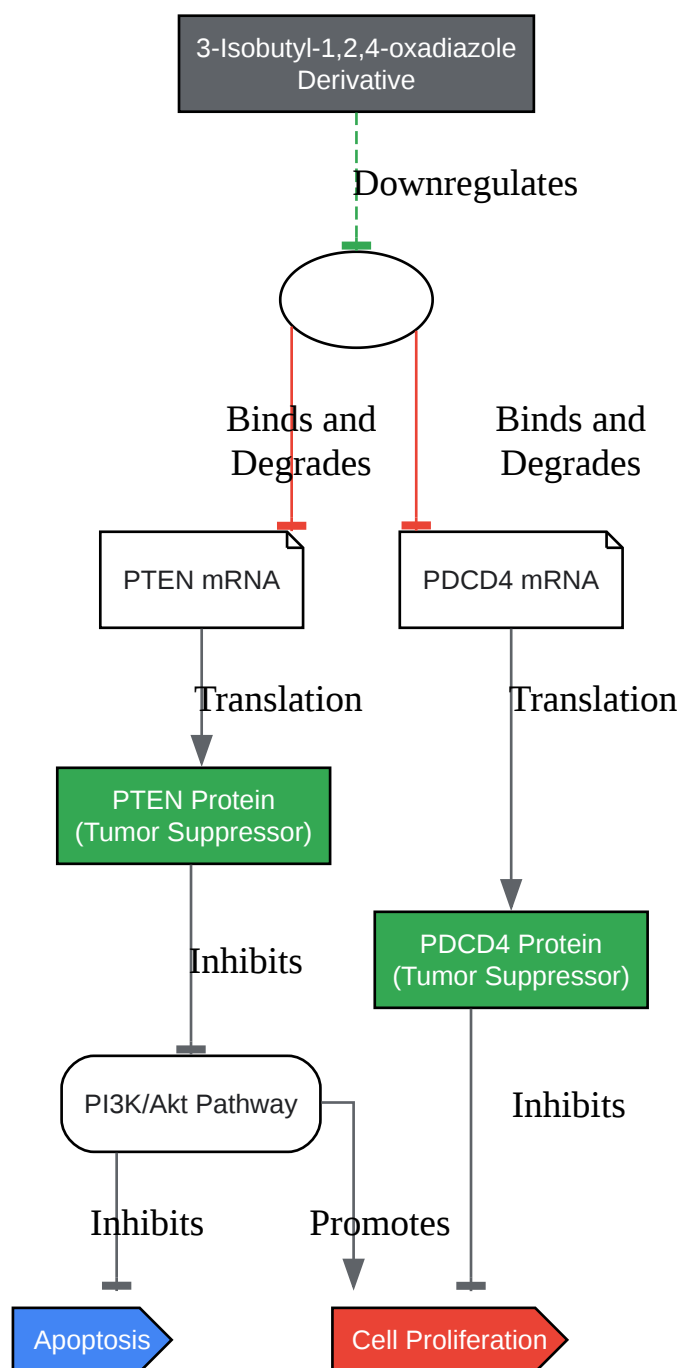 3-Isobutyl-1,2,4-oxadiazole
Derivative
Downregulates
Binds and
Degrades
Binds and
Degrades
PTEN mRNA
PDCD4 mRNA
Translation
Translation
PTEN Protein
(Tumor Suppressor)
PDCD4 Protein
(Tumor Suppressor)
Inhibits
PI3K/Akt Pathway
Inhibits
Inhibits
Promotes
Apoptosis
Cell Proliferation